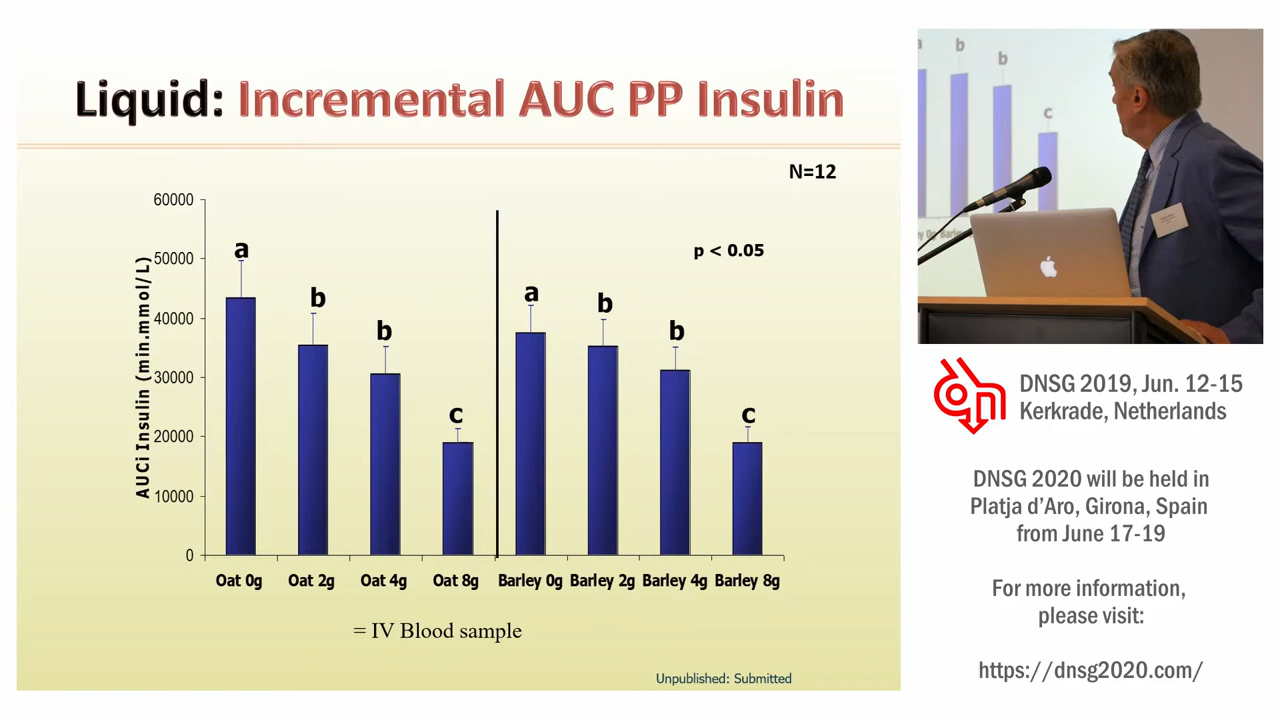 Liquid: Incremental AUC PP Insulin
N=12
p < 0.05
AUCi Insulin (min.mmol/L)
60000
50000
40000
30000
20000
10000
0
a
b
b
c
a
b
b
c
Oat 0g
Oat 2g
Oat 4g
Oat 8g
Barley 0g
Barley 2g
Barley 4g
Barley 8g
= IV Blood sample
Unpublished: Submitted
b
b
c
DNSG 2019, Jun. 12-15
Kerkrade, Netherlands
DNSG 2020 will be held in
Platja d'Aro, Girona, Spain
from June 17-19
For more information,
please visit:
https://dnsg2020.com/